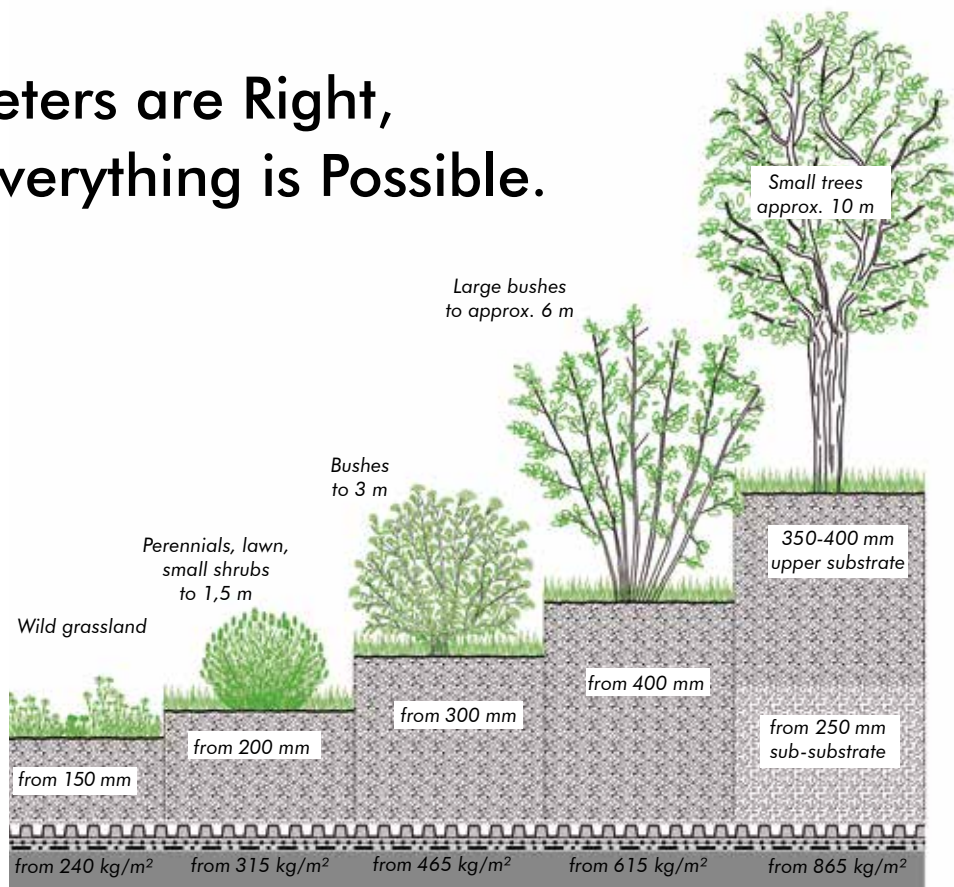 eters are Right,
verything is Possible.
Small trees
approx. 10 m
Large bushes
to approx. 6 m
Bushes
to 3 m
Perennials, lawn,
small shrubs
to 1,5 m
Wild grassland
350-400 mm
upper substrate
from 400 mm
from 300 mm
from 250 mm
sub-substrate
from 200 mm
from 150 mm
from 240 kg/m²
from 315 kg/m²
from 465 kg/m²
from 615 kg/m²
from 865 kg/m²